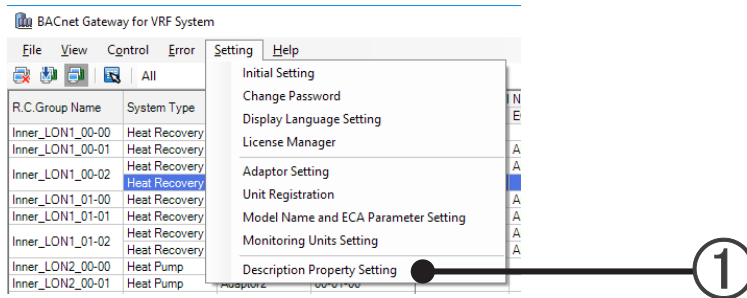 BACnet Gateway for VRF System
File View Control Error Setting Help
All
Initial Setting
Change Password
Display Language Setting
License Manager
Adaptor Setting
Unit Registration
Model Name and ECA Parameter Setting
Monitoring Units Setting
Description Property Setting
1
R.C.Group Name System Type
Inner_LON1_00-00 Heat Recovery
Inner_LON1_00-01 Heat Recovery
Inner_LON1_00-02 Heat Recovery
Heat Recovery
Inner_LON1_01-00 Heat Recovery
Inner_LON1_01-01 Heat Recovery
Inner_LON1_01-02 Heat Recovery
Heat Recovery
Inner_LON2_00-00 Heat Pump
Inner_LON2_00-01 Heat Pump Adaptor2 00-01-00